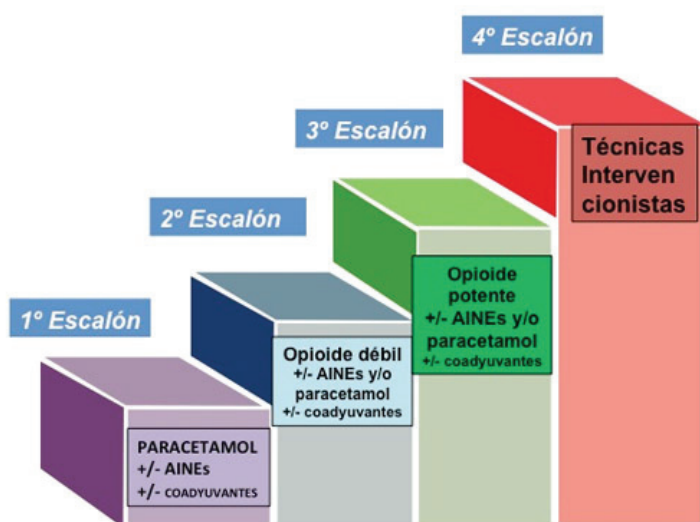 4º Escalón
Técnicas
Interven
cionistas
3º Escalón
Opioide
potente
+/- AINEs y/o
paracetamol
+/- coadyuvantes
2º Escalón
Opioide débil
+/- AINEs y/o
paracetamol
+/- coadyuvantes
1º Escalón
PARACETAMOL
+/- AINEs
+/- COADYUVANTES